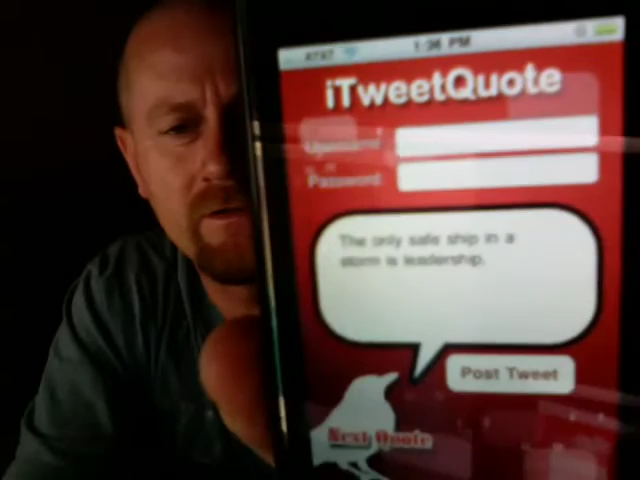 AT&T 1:36 PM
iTweetQuote
Username
Password
The only safe ship in a
storm is leadership.
Post Tweet
Next Quote